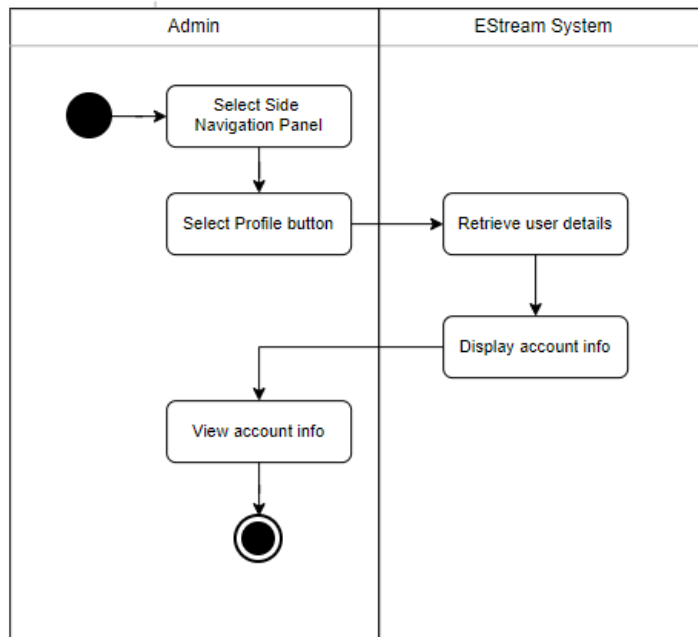 Admin
EStream System
Select Side
Navigation Panel
Select Profile button
Retrieve user details
Display account info
View account info